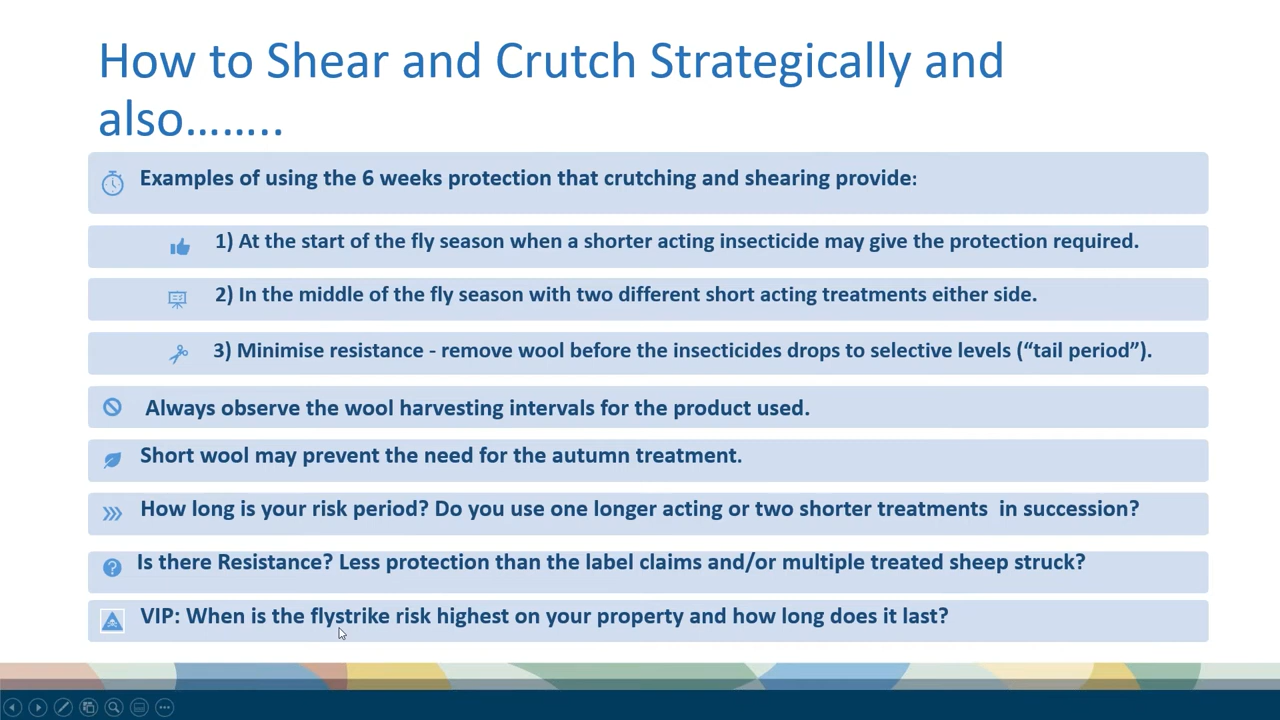 How to Shear and Crutch Strategically and
also……..
Examples of using the 6 weeks protection that crutching and shearing provide:
1) At the start of the fly season when a shorter acting insecticide may give the protection required.
2) In the middle of the fly season with two different short acting treatments either side.
3) Minimise resistance - remove wool before the insecticides drops to selective levels (“tail period”).
Always observe the wool harvesting intervals for the product used.
Short wool may prevent the need for the autumn treatment.
How long is your risk period? Do you use one longer acting or two shorter treatments  in succession?
Is there Resistance? Less protection than the label claims and/or multiple treated sheep struck?
VIP: When is the flystrike risk highest on your property and how long does it last?